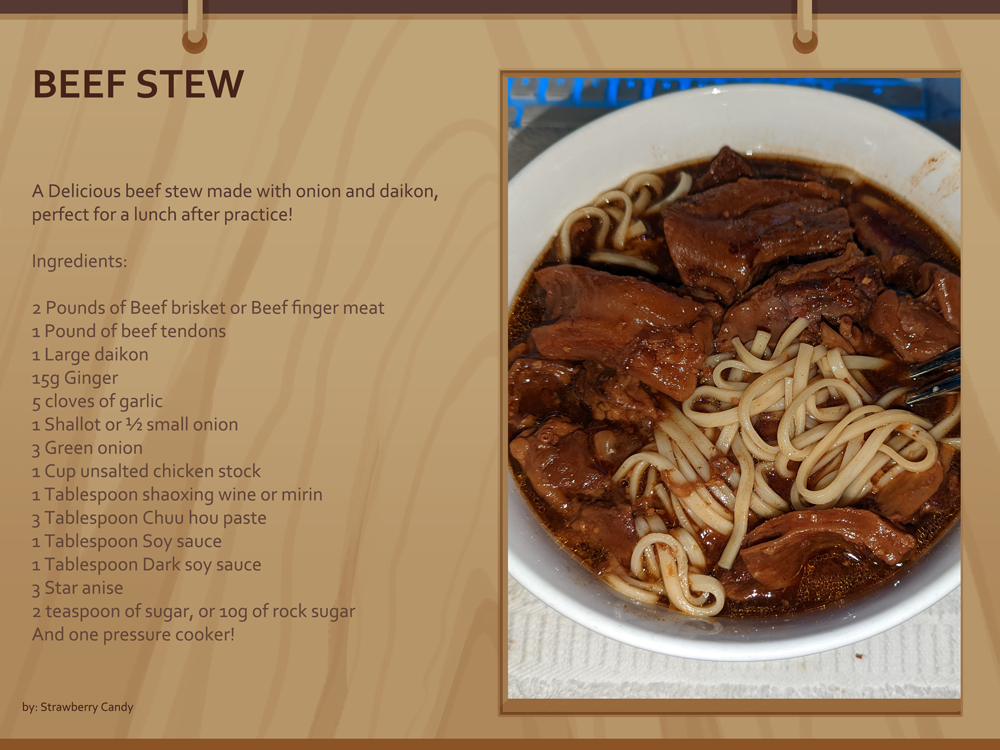 BEEF STEW
A Delicious beef stew made with onion and daikon,
perfect for a lunch after practice!
Ingredients:
2 Pounds of Beef brisket or Beef finger meat
1 Pound of beef tendons
1 Large daikon
15g Ginger
5 cloves of garlic
1 Shallot or ½ small onion
3 Green onion
1 Cup unsalted chicken stock
1 Tablespoon shaoxing wine or mirin
3 Tablespoon Chuu hou paste
1 Tablespoon Soy sauce
1 Tablespoon Dark soy sauce
3 Star anise
2 teaspoon of sugar, or 10g of rock sugar
And one pressure cooker!
by: Strawberry Candy